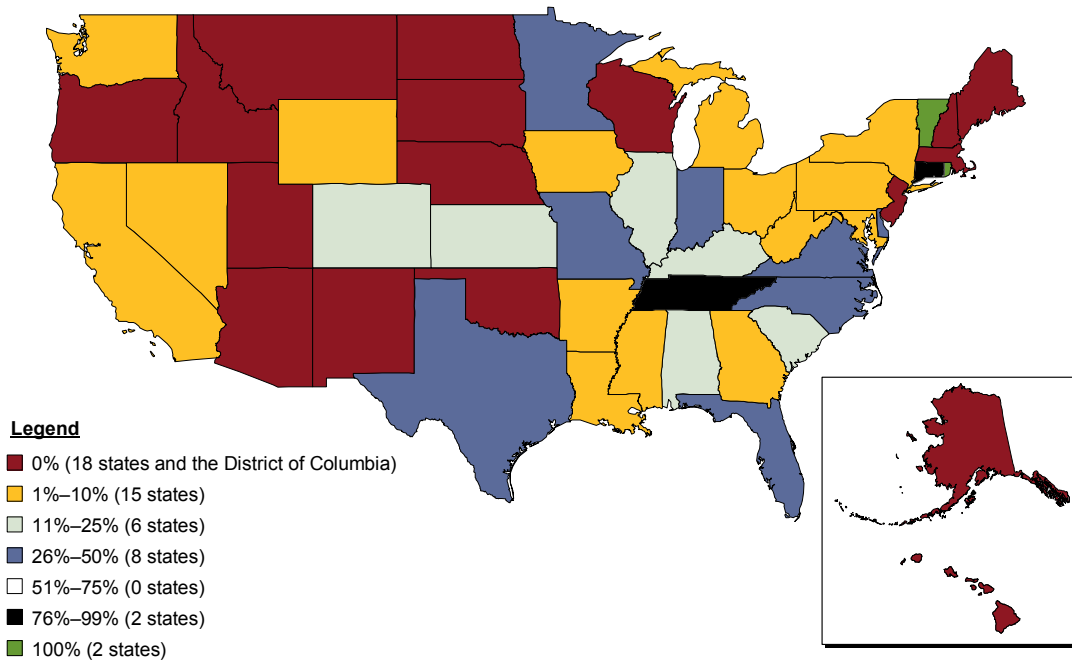 Legend
0% (18 states and the District of Columbia)
1%–10% (15 states)
11%–25% (6 states)
26%–50% (8 states)
51%–75% (0 states)
76%–99% (2 states)
100% (2 states)